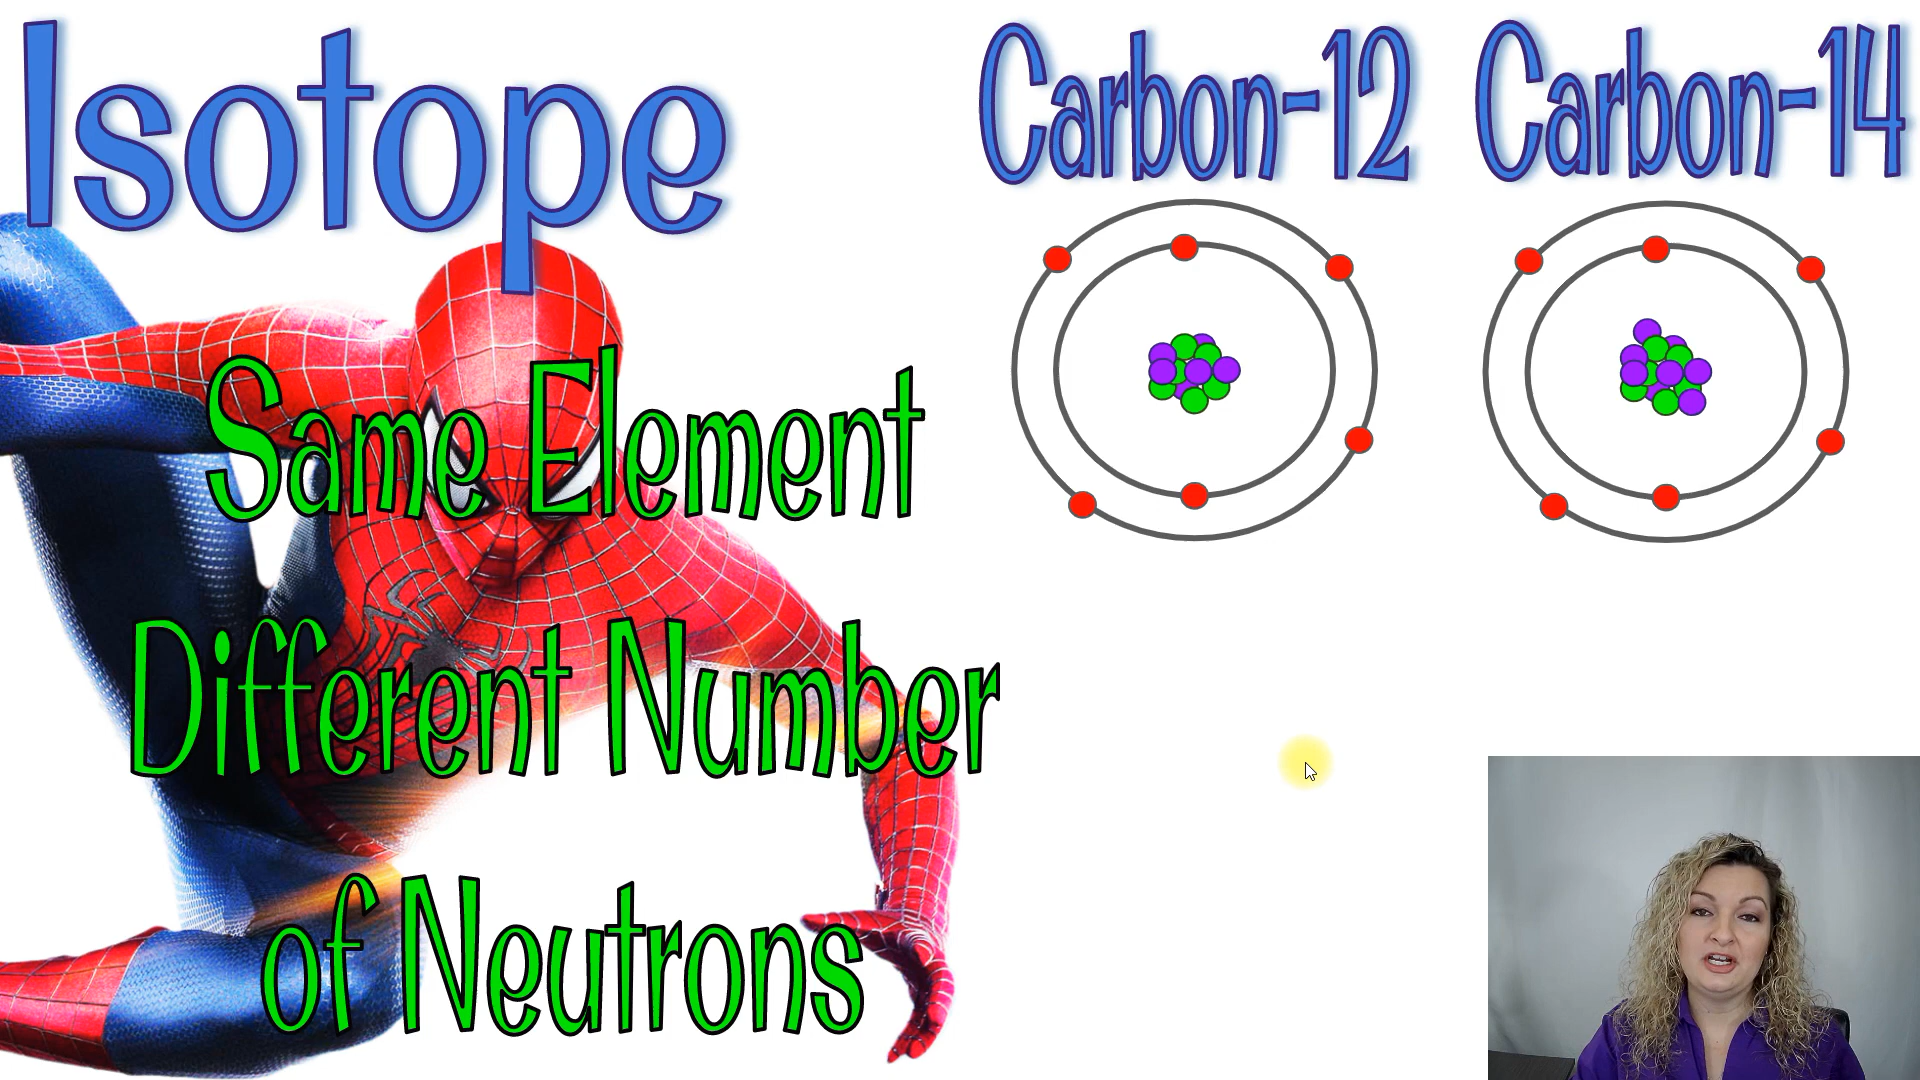 Isotope
Carbon-12
Carbon-14
Same Element
Different Number
of Neutrons